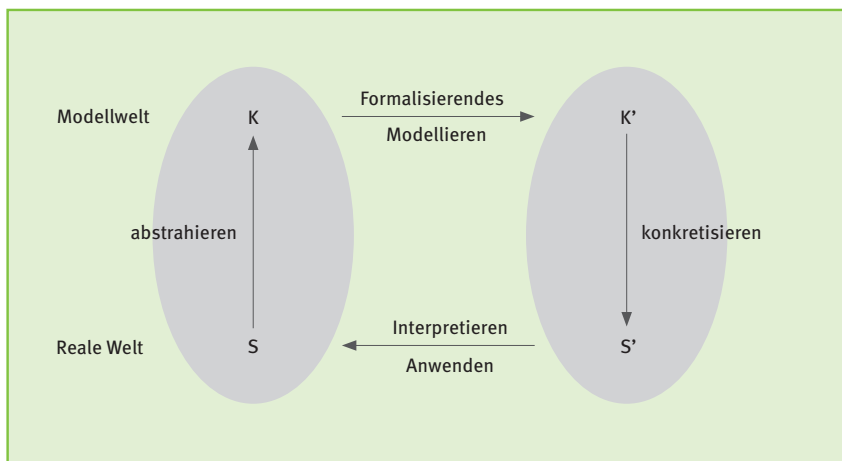 Formalisierendes
Modellwelt K K’
Modellieren
abstrahieren konkretisieren
Interpretieren
Reale Welt S S’
Anwenden